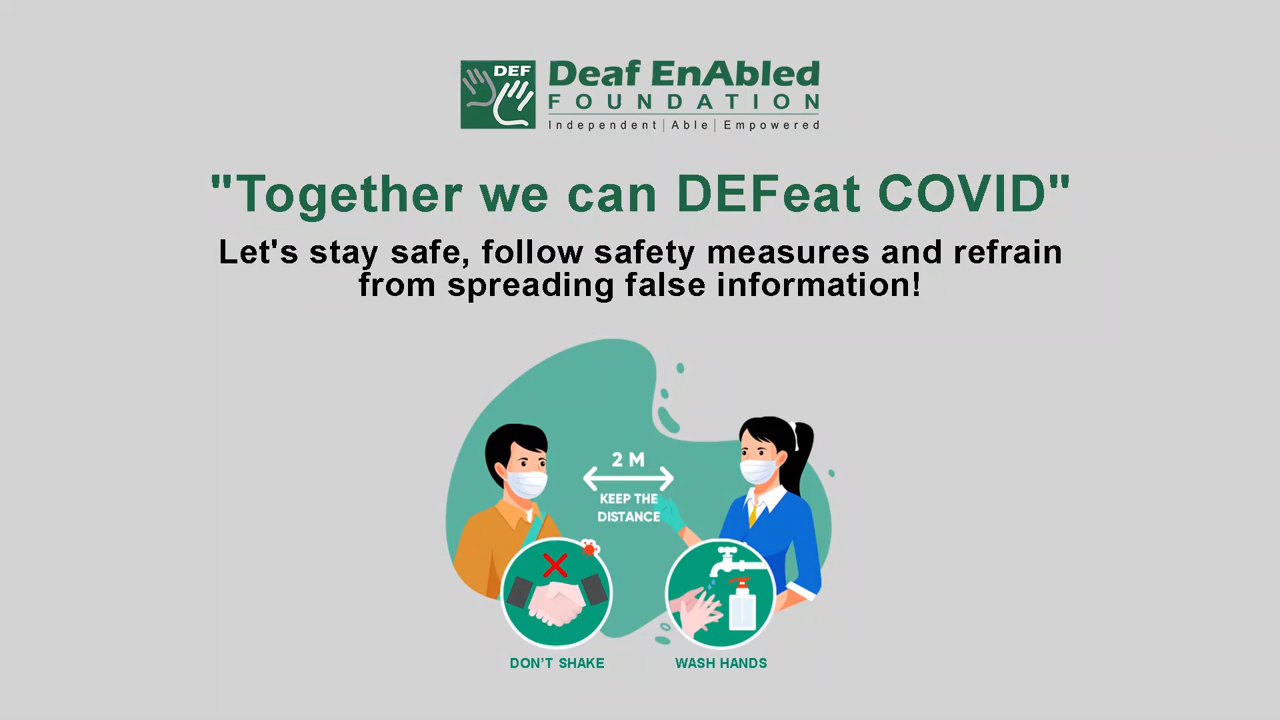 DEF
Deaf EnAbled
FOUNDATION
Independent | Able | Empowered
"Together we can DEFeat COVID"
Let's stay safe, follow safety measures and refrain
from spreading false information!
2 M
KEEP THE
DISTANCE
DON'T SHAKE
WASH HANDS